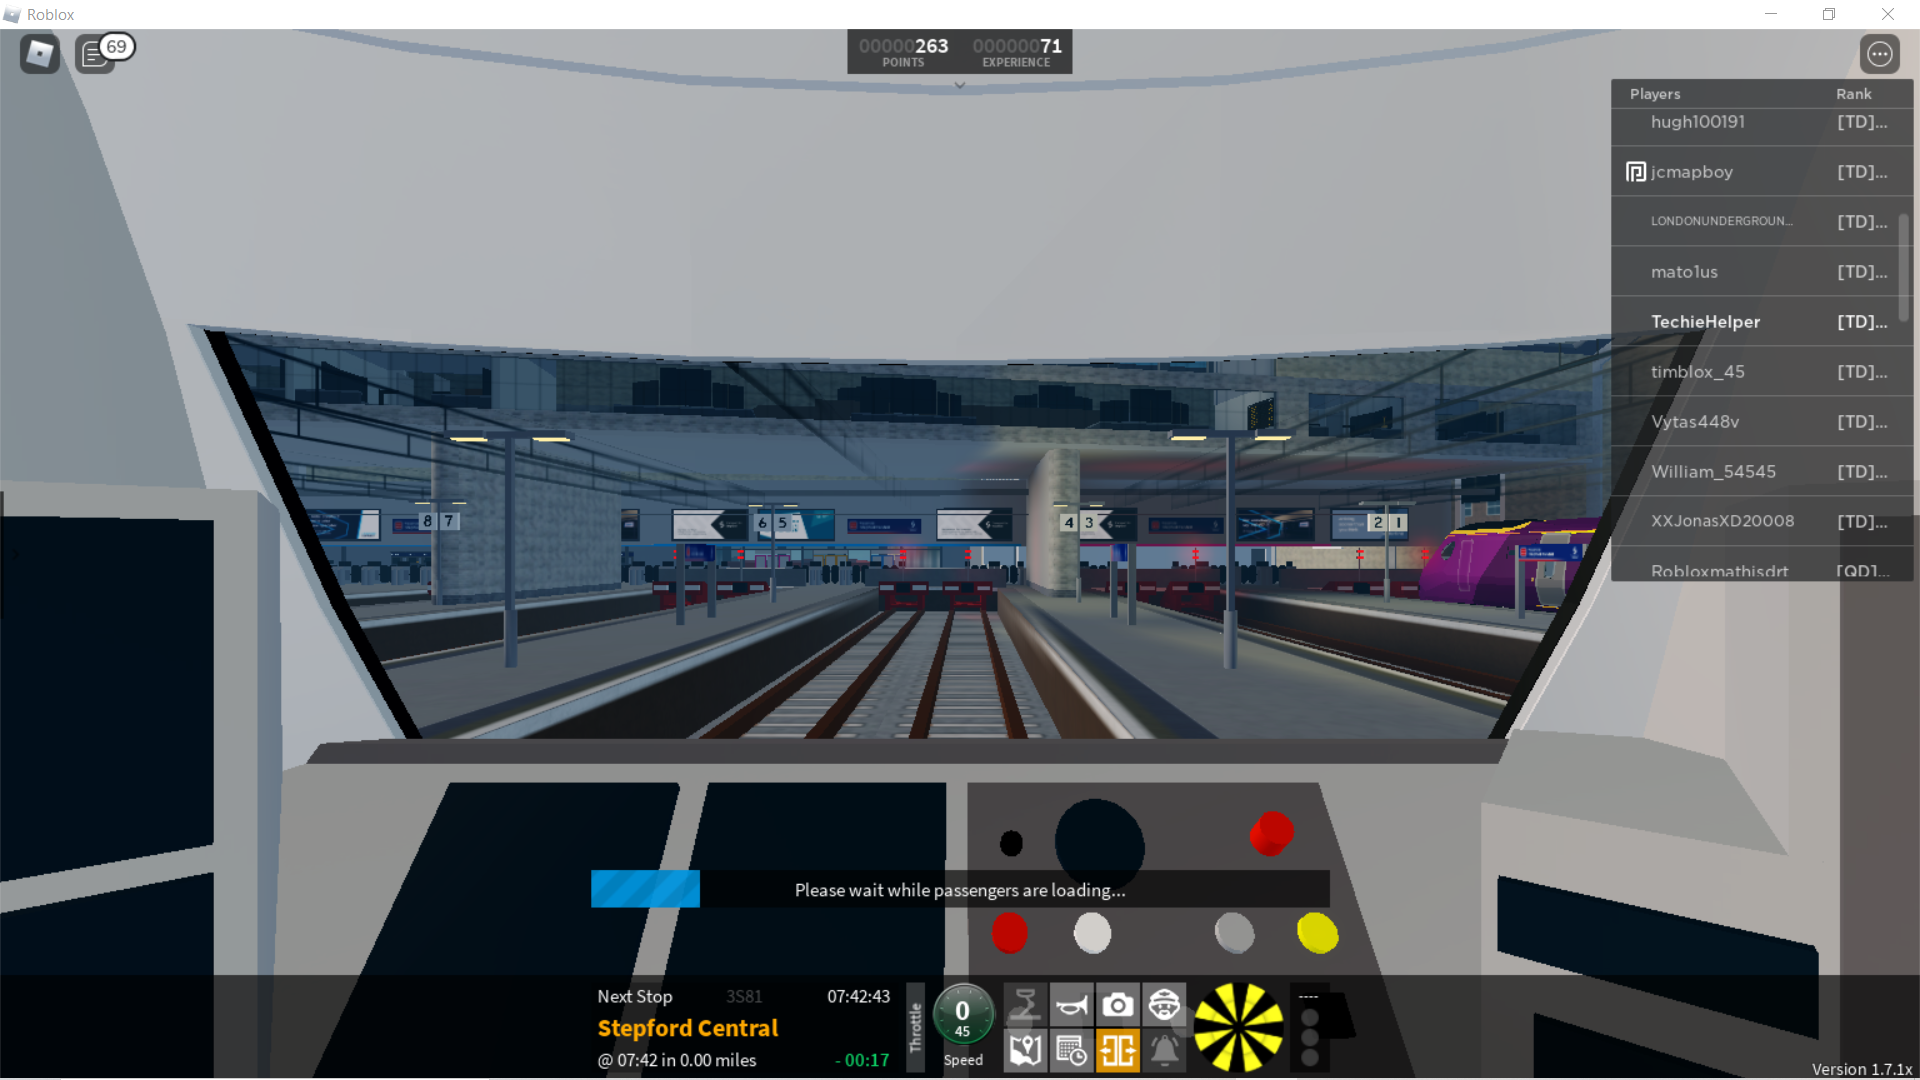 Roblox
69
00000263
POINTS
000000071
EXPERIENCE
Players Rank
hugh100191 [TD]...
jcmapboy [TD]...
LONDONUNDERGROUN... [TD]...
mato1us [TD]...
TechieHelper [TD]...
timblox_45 [TD]...
Vytas448v [TD]...
William_54545 [TD]...
XXJonasXD20008 [TD]...
Robloxmathisdrt [QD]...
8 7
6 5
4 3
2 1
Please wait while passengers are loading...
Next Stop 3S81 07:42:43
Stepford Central
@ 07:42 in 0.00 miles - 00:17
Throttle
0
45
Speed
----
Version 1.7.1x